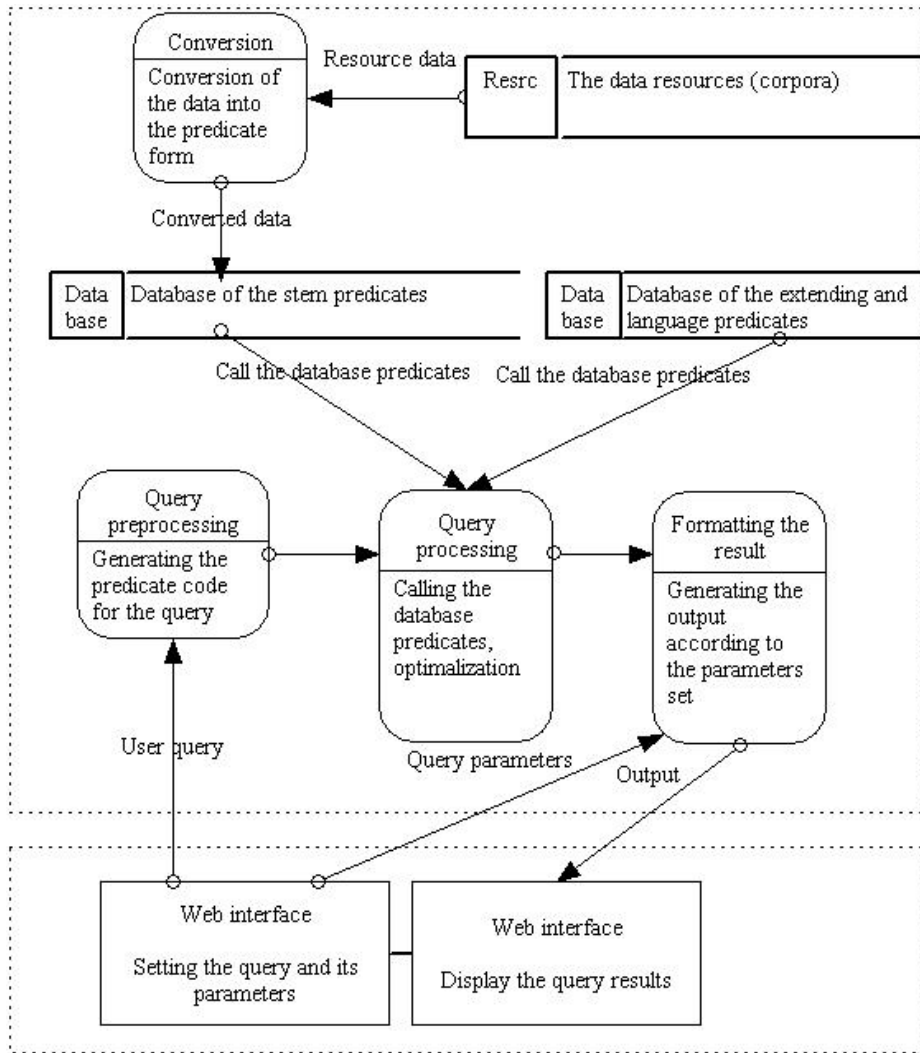 Conversion
Conversion of
the data into
the predicate
form
Resource data
Resrc
The data resources (corpora)
Converted data
Data
base
Database of the stem predicates
Data
base
Database of the extending and
language predicates
Call the database predicates
Call the database predicates
Query
preprocessing
Generating the
predicate code
for the query
Query
processing
Calling the
database
predicates,
optimalization
Formatting the
result
Generating the
output
according to
the parameters
set
User query
Query parameters
Output
Web interface
Setting the query and its
parameters
Web interface
Display the query results